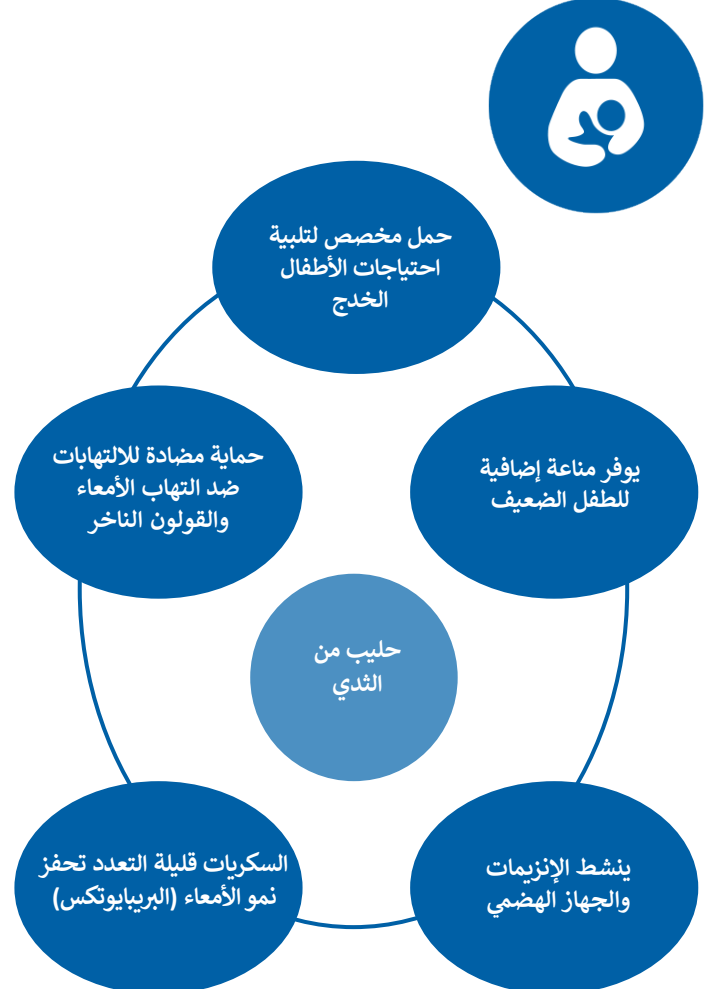 حمل مخصص لتلبية
احتياجات الأطفال
الخدج
يوفر مناعة إضافية
للطفل الضعيف
حماية مضادة للالتهابات
ضد التهاب الأمعاء
والقولون الناخر
حليب من
الثدي
ينشط الإنزيمات
والجهاز الهضمي
السكريات قليلة التعدد تحفز
نمو الأمعاء (البريبايوتكس)